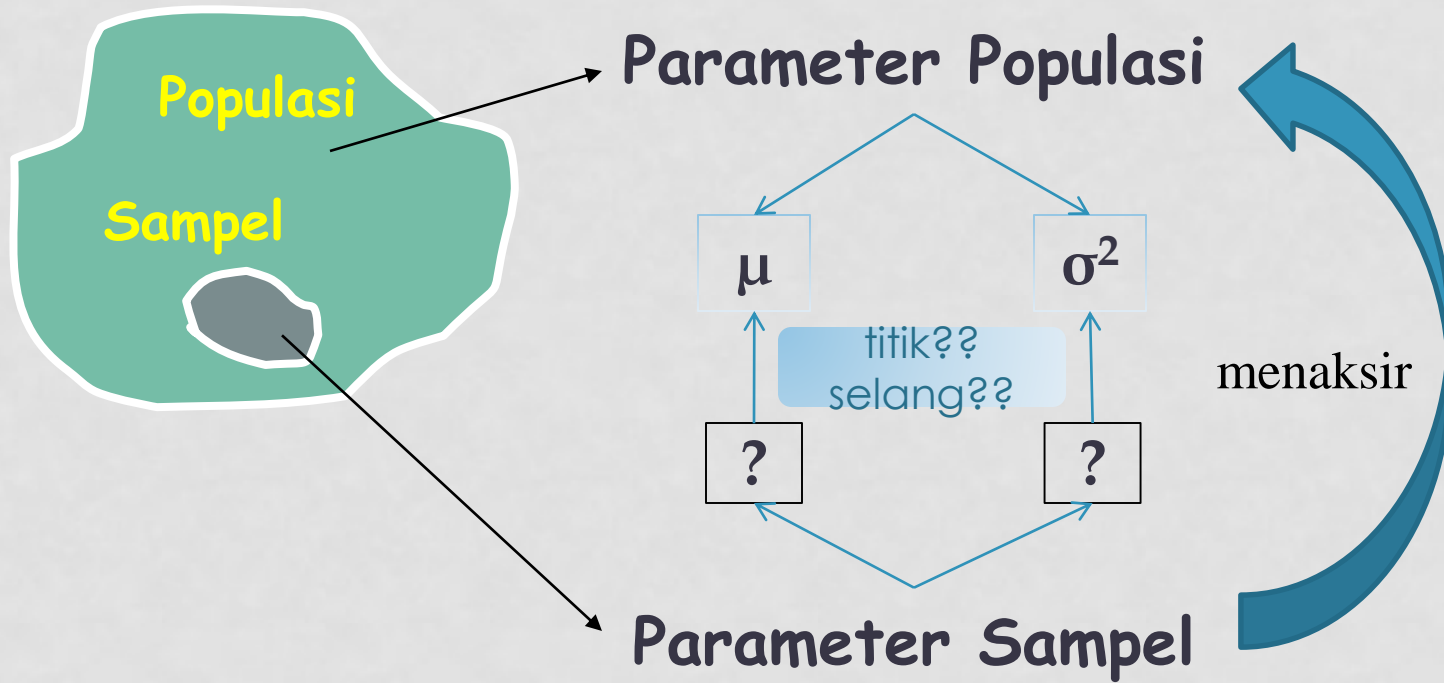 Populasi
Sampel
Parameter Populasi
μ
σ²
titik??
selang??
menaksir
?
?
Parameter Sampel